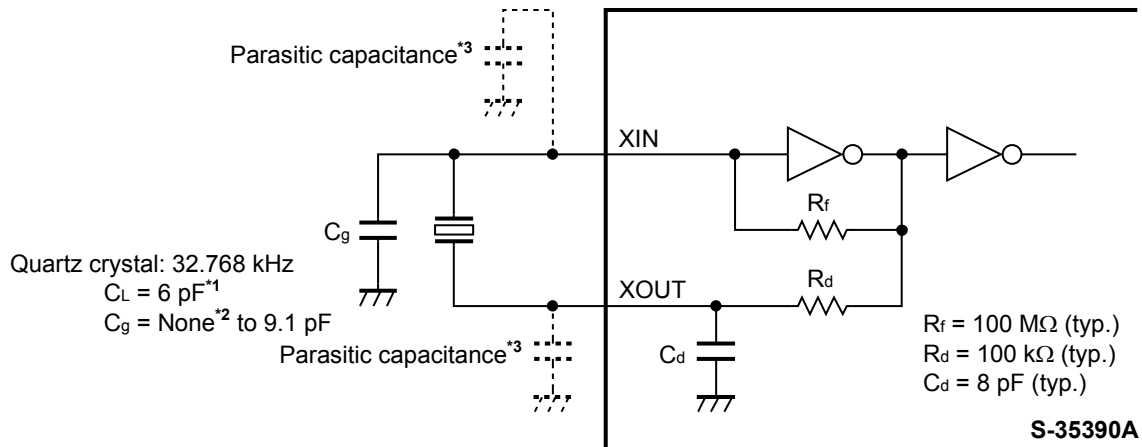 Parasitic capacitance*3
XIN
Rf
Cg
Quartz crystal: 32.768 kHz
CL = 6 pF*1
Cg = None*2 to 9.1 pF
XOUT
Rd
Parasitic capacitance*3
Cd
Rf = 100 MΩ (typ.)
Rd = 100 kΩ (typ.)
Cd = 8 pF (typ.)
S-35390A